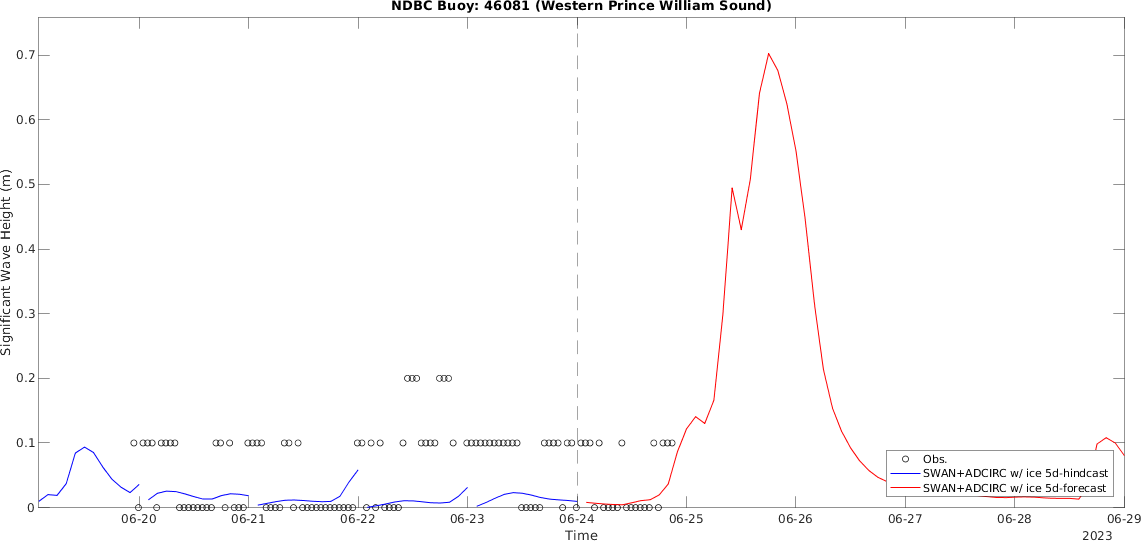 NDBC Buoy: 46081 (Western Prince William Sound)
Significant Wave Height (m)
0.7
0.6
0.5
0.4
0.3
0.2
0.1
0
Obs.
SWAN+ADCIRC w/ ice 5d-hindcast
SWAN+ADCIRC w/ ice 5d-forecast
06-20 06-21 06-22 06-23 06-24 06-25 06-26 06-27 06-28 06-29
Time
2023